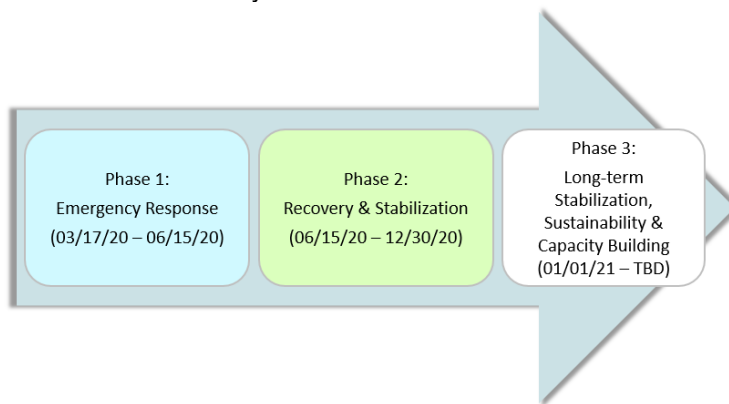 Phase 1:
Emergency Response
(03/17/20 – 06/15/20)
Phase 2:
Recovery & Stabilization
(06/15/20 – 12/30/20)
Phase 3:
Long-term
Stabilization,
Sustainability &
Capacity Building
(01/01/21 – TBD)